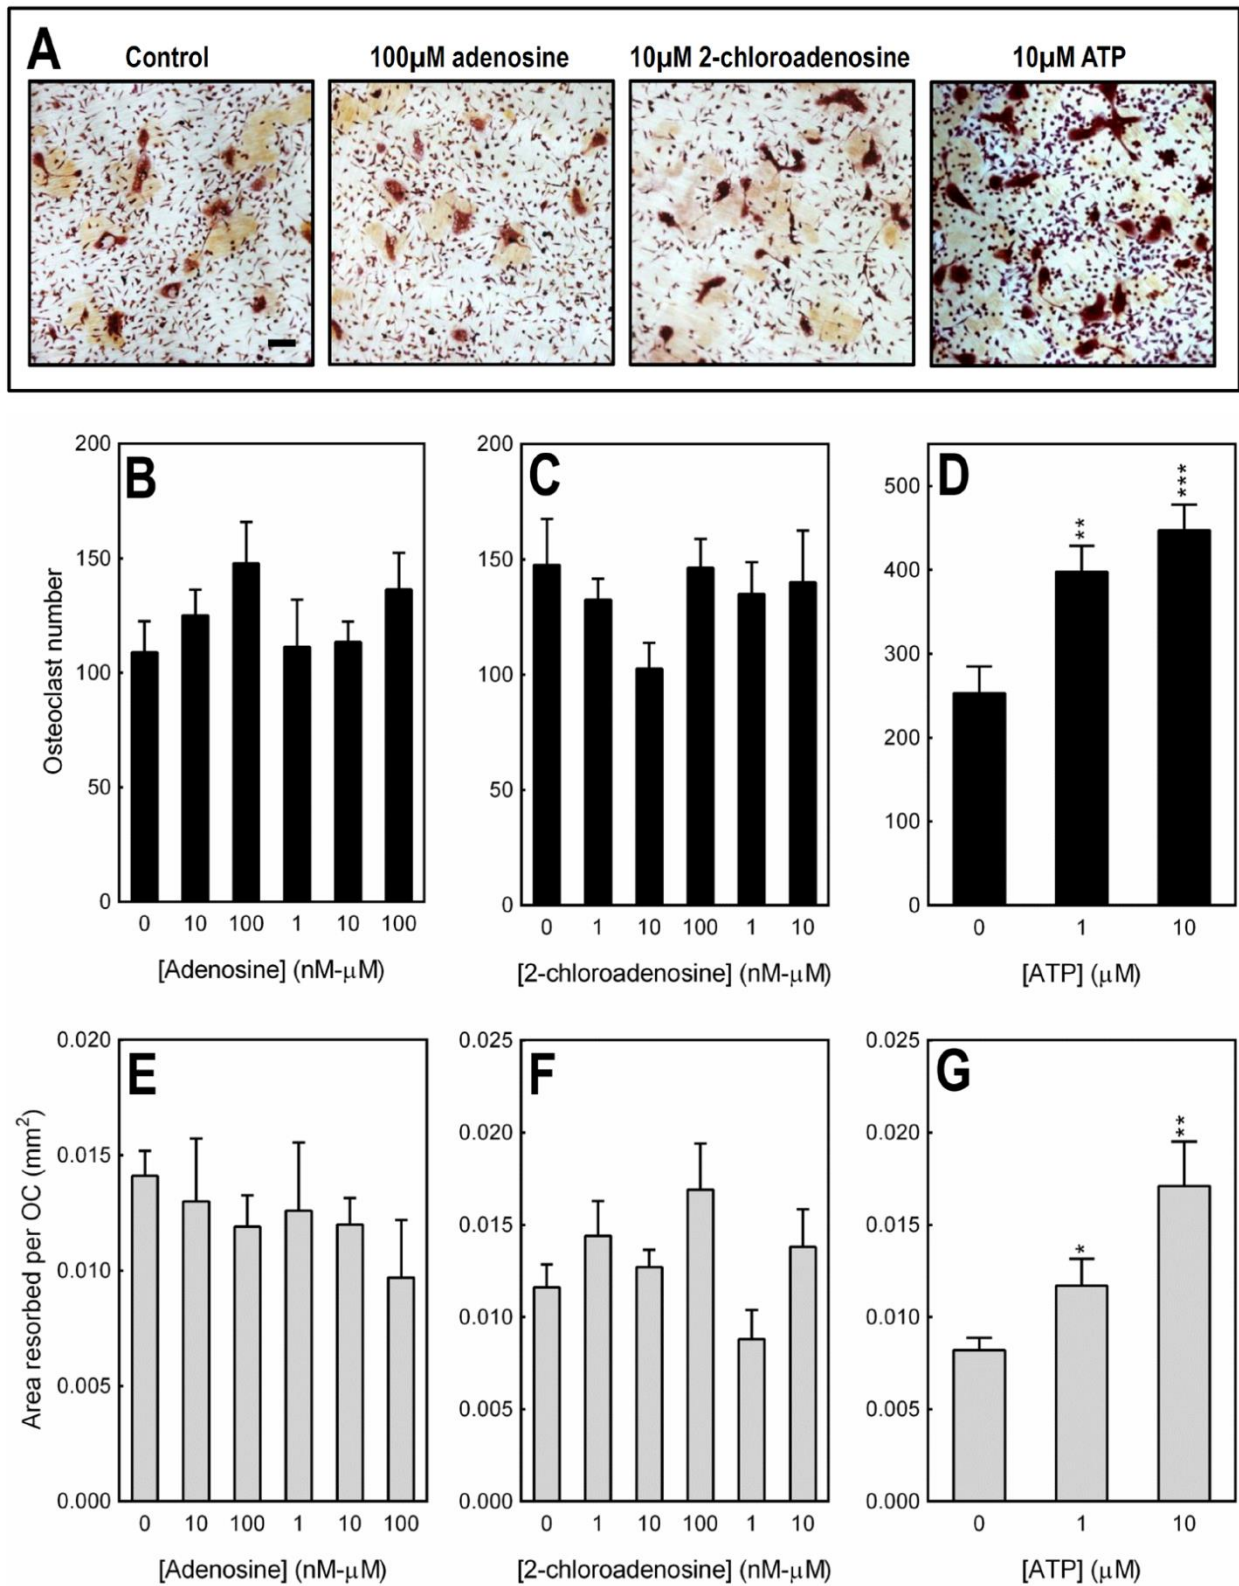 A
Control
100µM adenosine
10µM 2-chloroadenosine
10µM ATP
B
200
150
100
50
0
Osteoclast number
0 10 100 1 10 100
[Adenosine] (nM-µM)
C
200
150
100
50
0
0 1 10 100 1 10
[2-chloroadenosine] (nM-µM)
D
500
400
300
200
100
0
**
***
0 1 10
[ATP] (µM)
E
0.020
0.015
0.010
0.005
0.000
Area resorbed per OC (mm²)
0 10 100 1 10 100
[Adenosine] (nM-µM)
F
0.025
0.020
0.015
0.010
0.005
0.000
0 1 10 100 1 10
[2-chloroadenosine] (nM-µM)
G
0.025
0.020
0.015
0.010
0.005
0.000
*
**
0 1 10
[ATP] (µM)